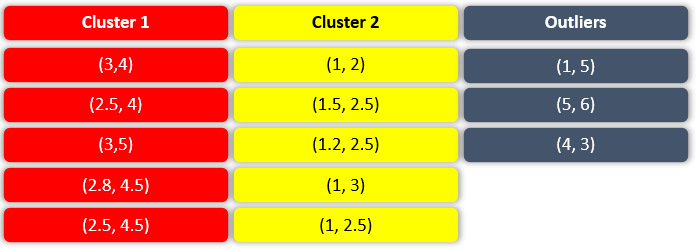 Cluster 1 Cluster 2 Outliers
(3,4) (1, 2) (1, 5)
(2.5, 4) (1.5, 2.5) (5, 6)
(3,5) (1.2, 2.5) (4, 3)
(2.8, 4.5) (1, 3)
(2.5, 4.5) (1, 2.5)